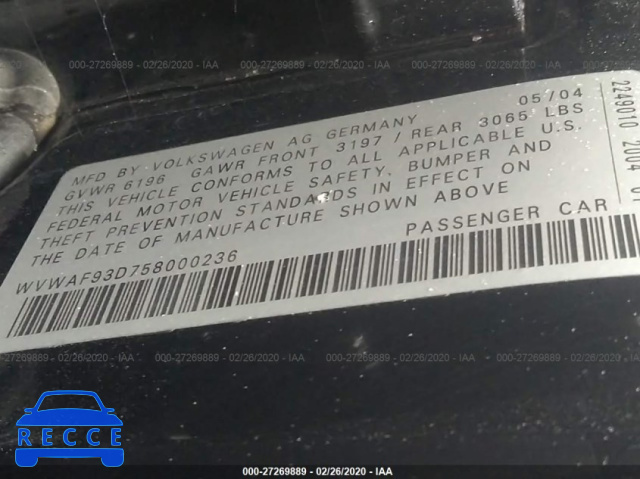 000-27269889 - 02/26/2020 - IAA
000-27269889 - 02/26/2020 - IAA
000-27269889 - 02/26/2020 - IAA
MFD BY VOLKSWAGEN AG GERMANY 05/04
GVWR 6196 GAWR FRONT 3197 / REAR 3065 LBS
THIS VEHICLE CONFORMS TO ALL APPLICABLE U.S.
FEDERAL MOTOR VEHICLE SAFETY, BUMPER AND
THEFT PREVENTION STANDARDS IN EFFECT ON
THE DATE OF MANUFACTURE SHOWN ABOVE
WVWAF93D758000236 PASSENGER CAR
2249010 2004
000-27269889 - 02/26/2020 - IAA
000-27269889 - 02/26/2020 - IAA
000-27269889 - 02/26/2020 - IAA
RECCE
000-27269889 - 02/26/2020 - IAA